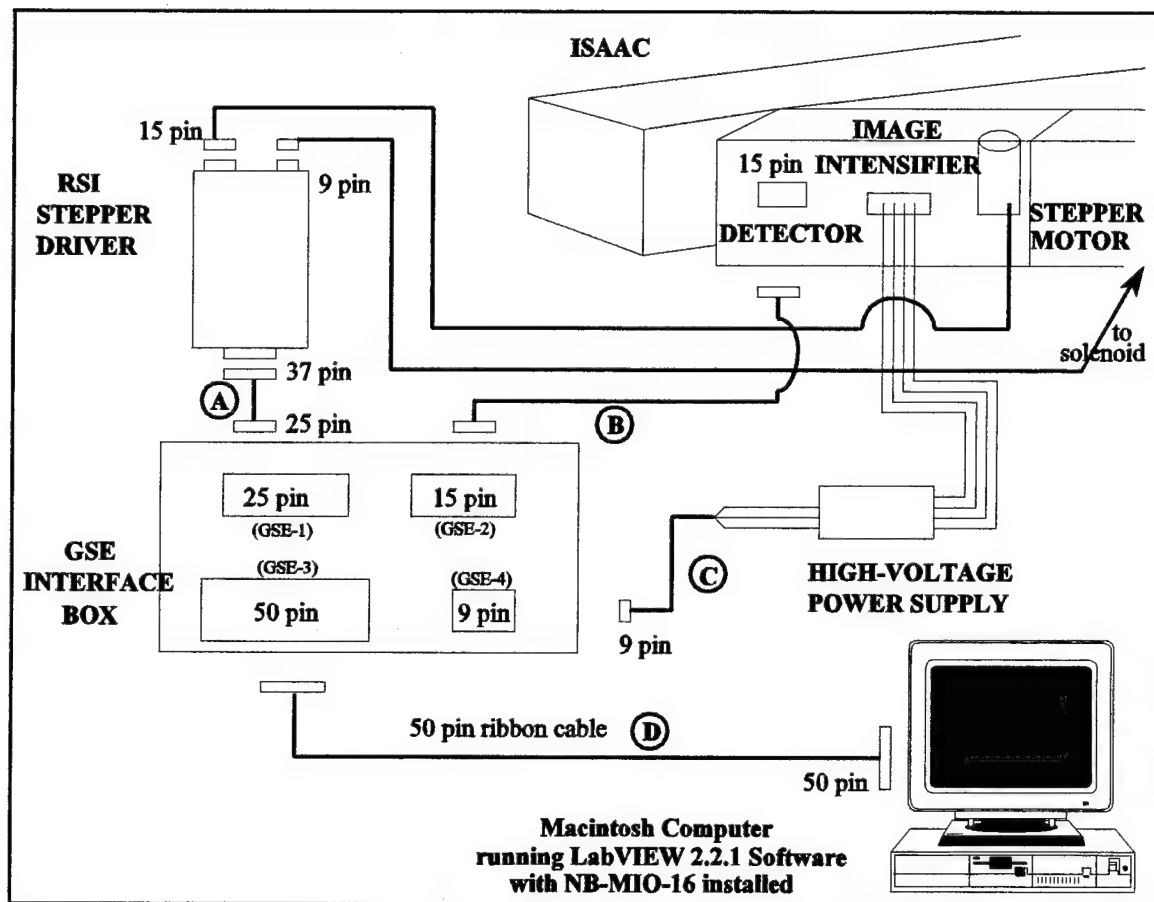 ISAAC
15 pin
IMAGE
INTENSIFIER
15 pin
RSI
STEPPER
DRIVER
9 pin
DETECTOR
STEPPER
MOTOR
to
solenoid
37 pin
A
25 pin
B
25 pin
(GSE-1)
15 pin
(GSE-2)
GSE
INTERFACE
BOX
(GSE-3)
50 pin
(GSE-4)
9 pin
C
9 pin
HIGH-VOLTAGE
POWER SUPPLY
50 pin ribbon cable
D
50 pin
Macintosh Computer
running LabVIEW 2.2.1 Software
with NB-MIO-16 installed